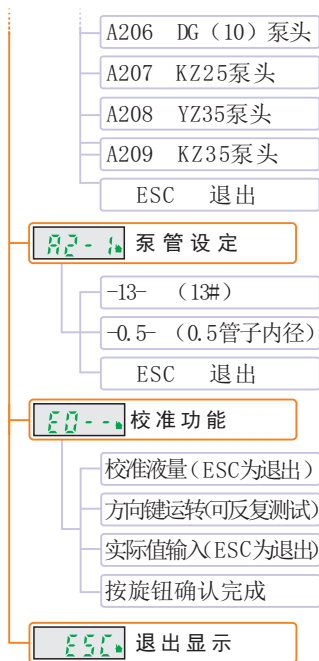 A206 DG（10）泵头
A207 KZ25泵头
A208 YZ35泵头
A209 KZ35泵头
ESC 退出
A2-1 泵管设定
-13- （13#）
-0.5- （0.5管子内径）
ESC 退出
E0-- 校准功能
校准液量(ESC为退出)
方向键运转(可反复测试)
实际值输入(ESC为退出)
按旋钮确认完成
ESC 退出显示